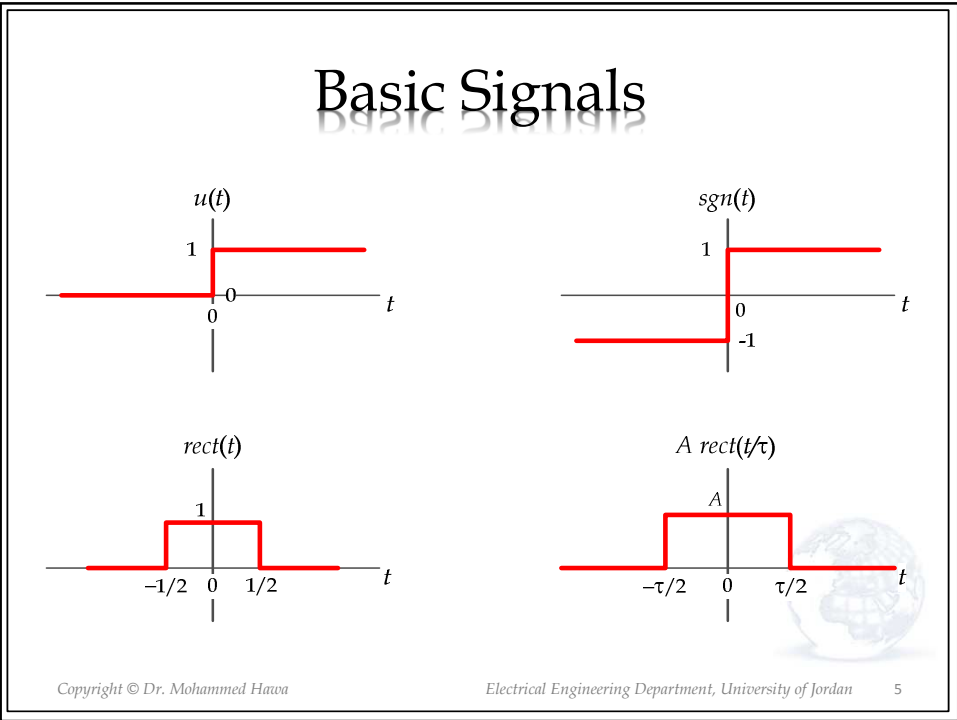 Basic Signals
u(t)
1
0
0
t
sgn(t)
1
0
-1
t
rect(t)
1
–1/2 0 1/2
t
A rect(t/τ)
A
–τ/2 0 τ/2
t
Copyright © Dr. Mohammed Hawa
Electrical Engineering Department, University of Jordan 5